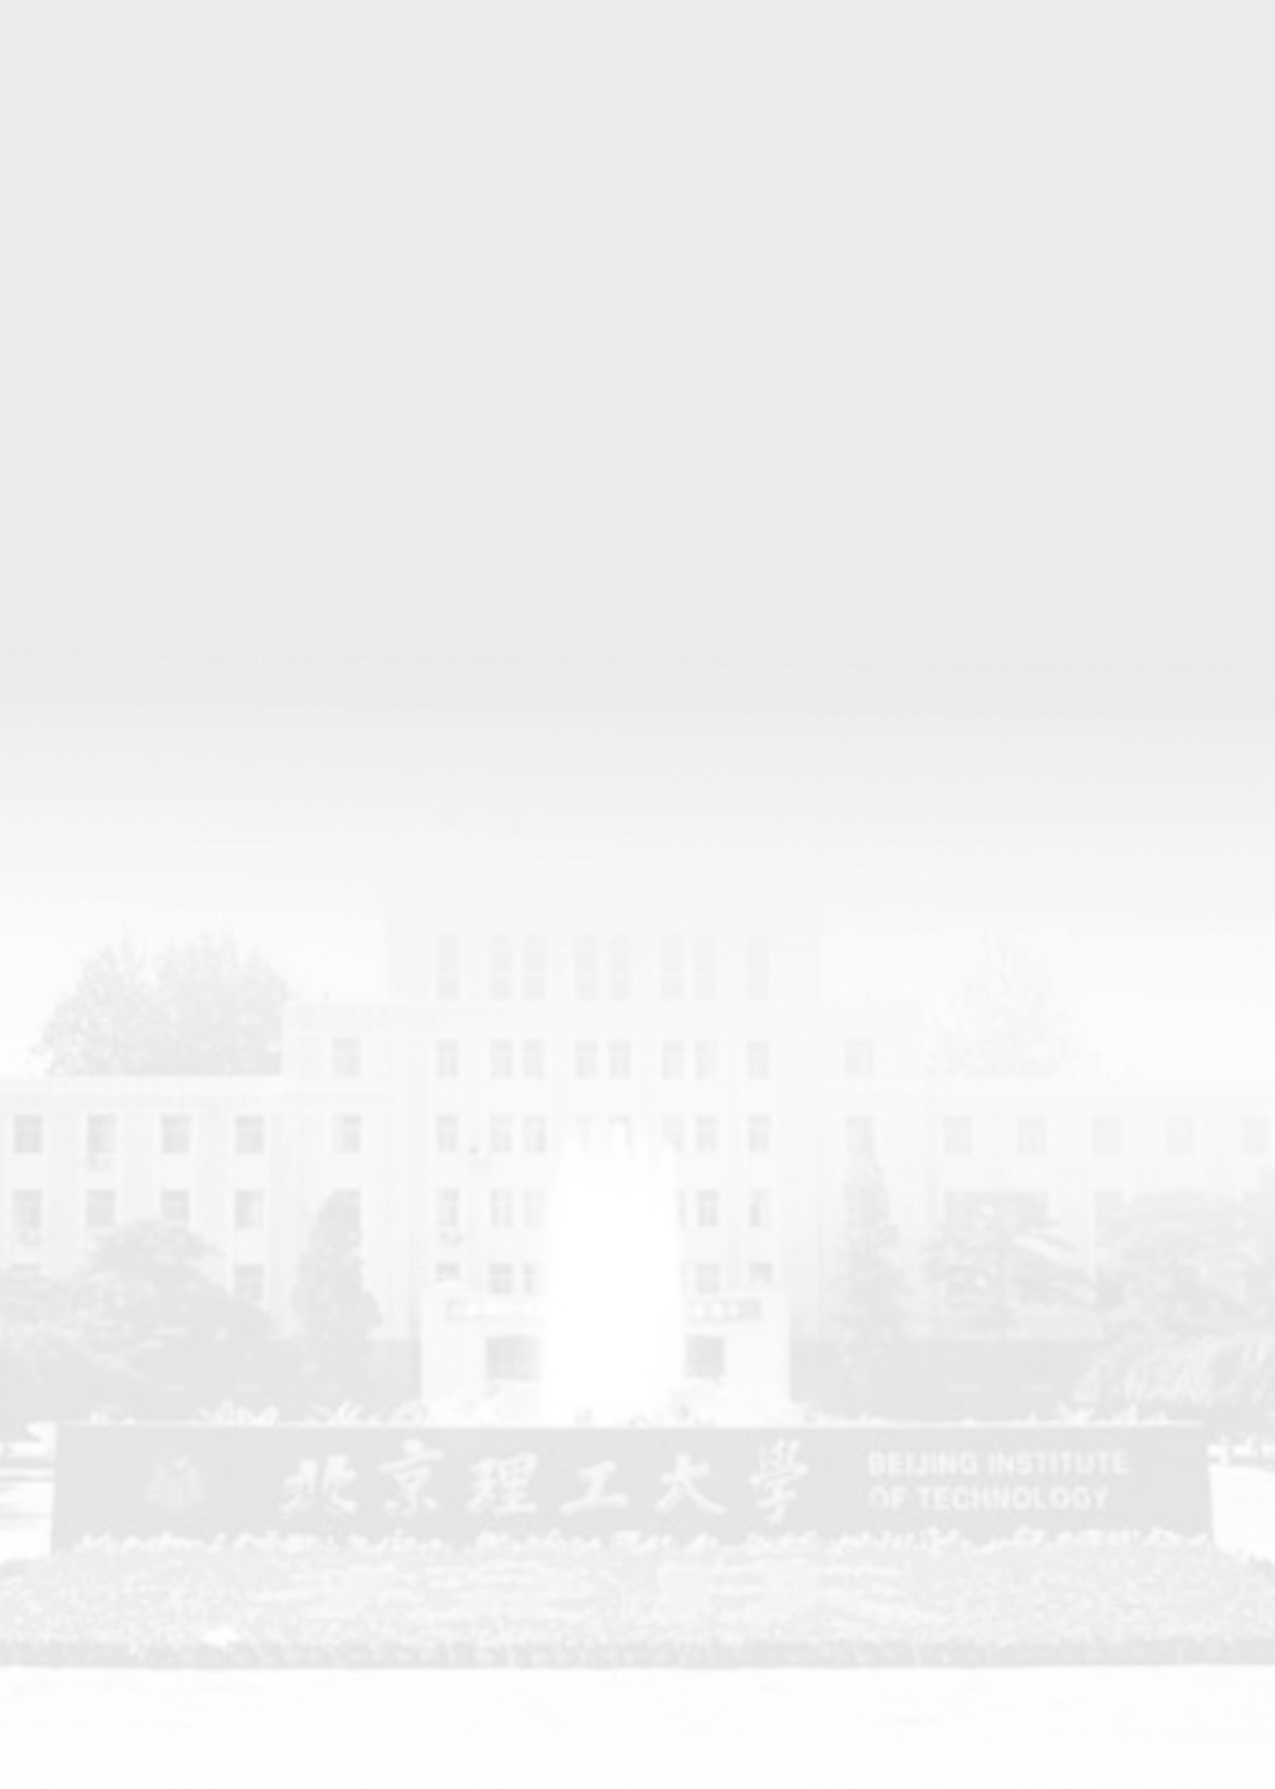 北京理工大學
BEIJING INSTITUTE
OF TECHNOLOGY